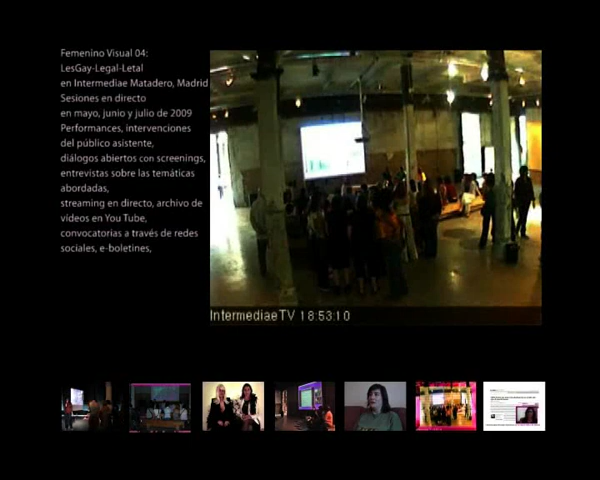 Femenino Visual 04:
LesGay-Legal-Letal
en Intermediae Matadero, Madrid
Sesiones en directo
en mayo, junio y julio de 2009
Performances, intervenciones
del público asistente,
diálogos abiertos con screenings,
entrevistas sobre las temáticas
abordadas,
streaming en directo, archivo de
vídeos en You Tube,
convocatorias a través de redes
sociales, e-boletines,
IntermediaeTV 18:53:10